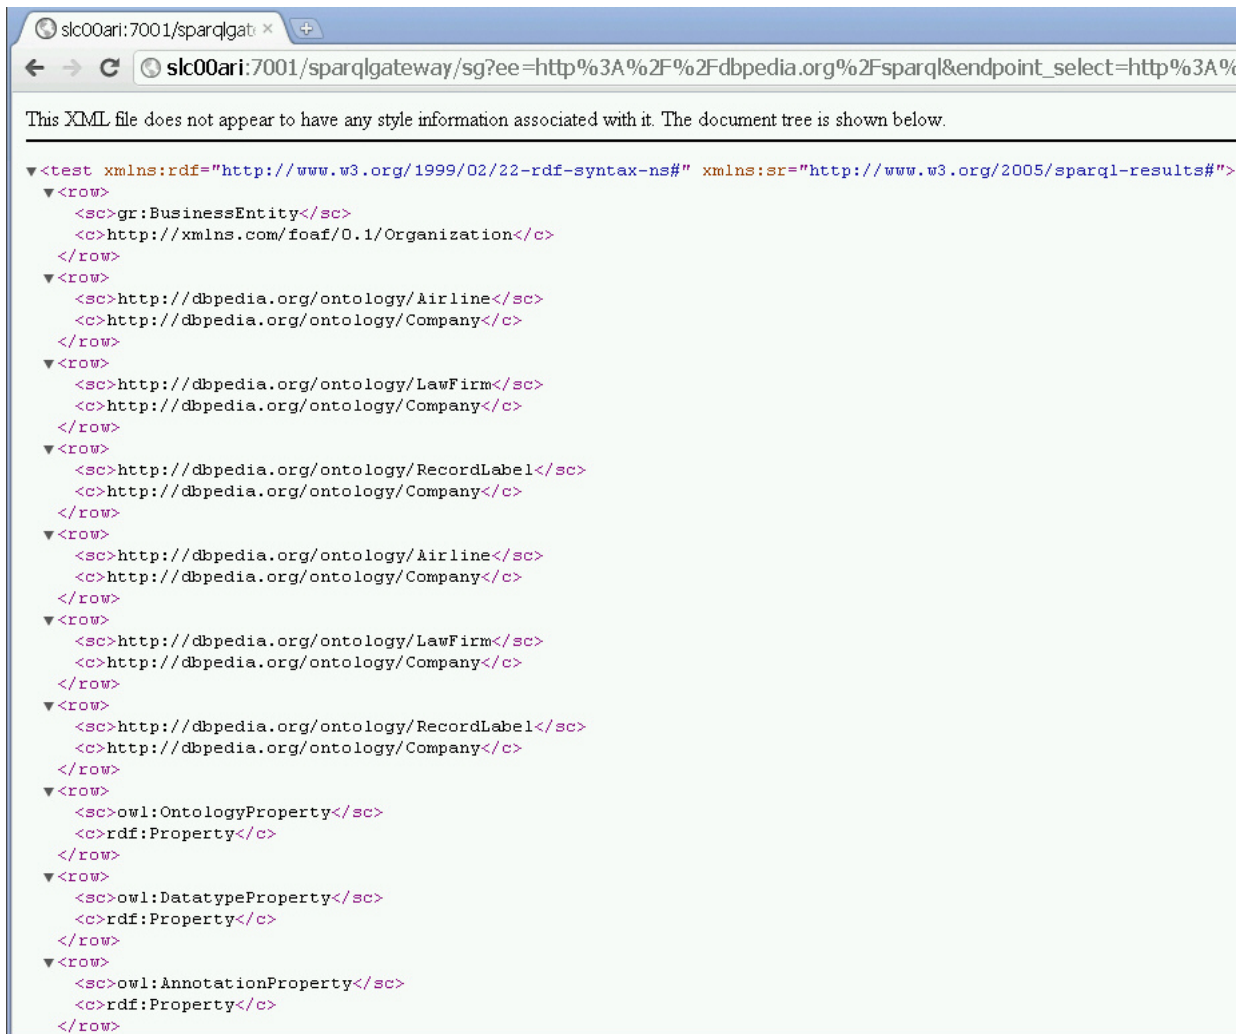 slc00ari:7001/sparqlgat
slc00ari:7001/sparqlgateway/sg?ee=http%3A%2F%2Fdbpedia.org%2Fsparql&endpoint_select=http%3A%
This XML file does not appear to have any style information associated with it. The document tree is shown below.
▼<test xmlns:rdf="http://www.w3.org/1999/02/22-rdf-syntax-ns#" xmlns:sr="http://www.w3.org/2005/sparql-results#">
▼<row>
<sc>gr:BusinessEntity</sc>
<c>http://xmlns.com/foaf/0.1/Organization</c>
</row>
▼<row>
<sc>http://dbpedia.org/ontology/Airline</sc>
<c>http://dbpedia.org/ontology/Company</c>
</row>
▼<row>
<sc>http://dbpedia.org/ontology/LawFirm</sc>
<c>http://dbpedia.org/ontology/Company</c>
</row>
▼<row>
<sc>http://dbpedia.org/ontology/RecordLabel</sc>
<c>http://dbpedia.org/ontology/Company</c>
</row>
▼<row>
<sc>http://dbpedia.org/ontology/Airline</sc>
<c>http://dbpedia.org/ontology/Company</c>
</row>
▼<row>
<sc>http://dbpedia.org/ontology/LawFirm</sc>
<c>http://dbpedia.org/ontology/Company</c>
</row>
▼<row>
<sc>http://dbpedia.org/ontology/RecordLabel</sc>
<c>http://dbpedia.org/ontology/Company</c>
</row>
▼<row>
<sc>owl:OntologyProperty</sc>
<c>rdf:Property</c>
</row>
▼<row>
<sc>owl:DatatypeProperty</sc>
<c>rdf:Property</c>
</row>
▼<row>
<sc>owl:AnnotationProperty</sc>
<c>rdf:Property</c>
</row>